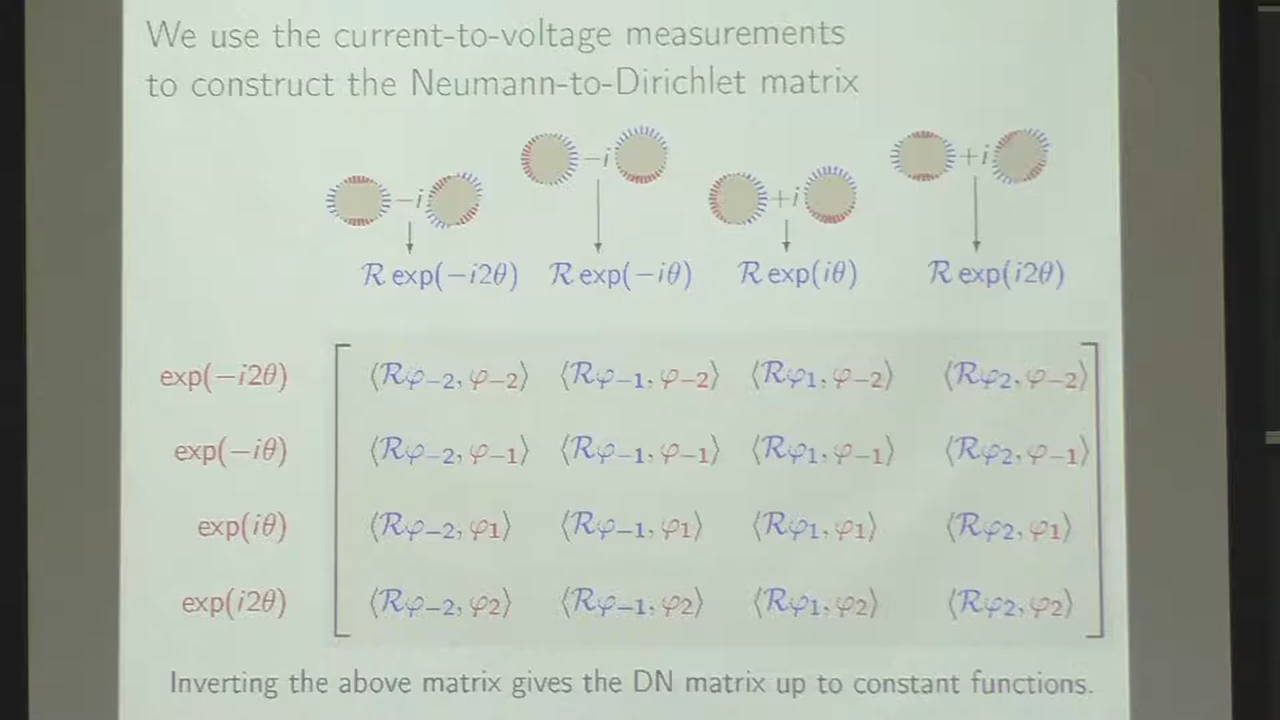 We use the current-to-voltage measurements
to construct the Neumann-to-Dirichlet matrix
−i −i +i +i
R exp(−i2θ) R exp(−iθ) R exp(iθ) R exp(i2θ)
exp(−i2θ) ⟨Rφ₋₂, φ₋₂⟩ ⟨Rφ₋₁, φ₋₂⟩ ⟨Rφ₁, φ₋₂⟩ ⟨Rφ₂, φ₋₂⟩
exp(−iθ) ⟨Rφ₋₂, φ₋₁⟩ ⟨Rφ₋₁, φ₋₁⟩ ⟨Rφ₁, φ₋₁⟩ ⟨Rφ₂, φ₋₁⟩
exp(iθ) ⟨Rφ₋₂, φ₁⟩ ⟨Rφ₋₁, φ₁⟩ ⟨Rφ₁, φ₁⟩ ⟨Rφ₂, φ₁⟩
exp(i2θ) ⟨Rφ₋₂, φ₂⟩ ⟨Rφ₋₁, φ₂⟩ ⟨Rφ₁, φ₂⟩ ⟨Rφ₂, φ₂⟩
Inverting the above matrix gives the DN matrix up to constant functions.